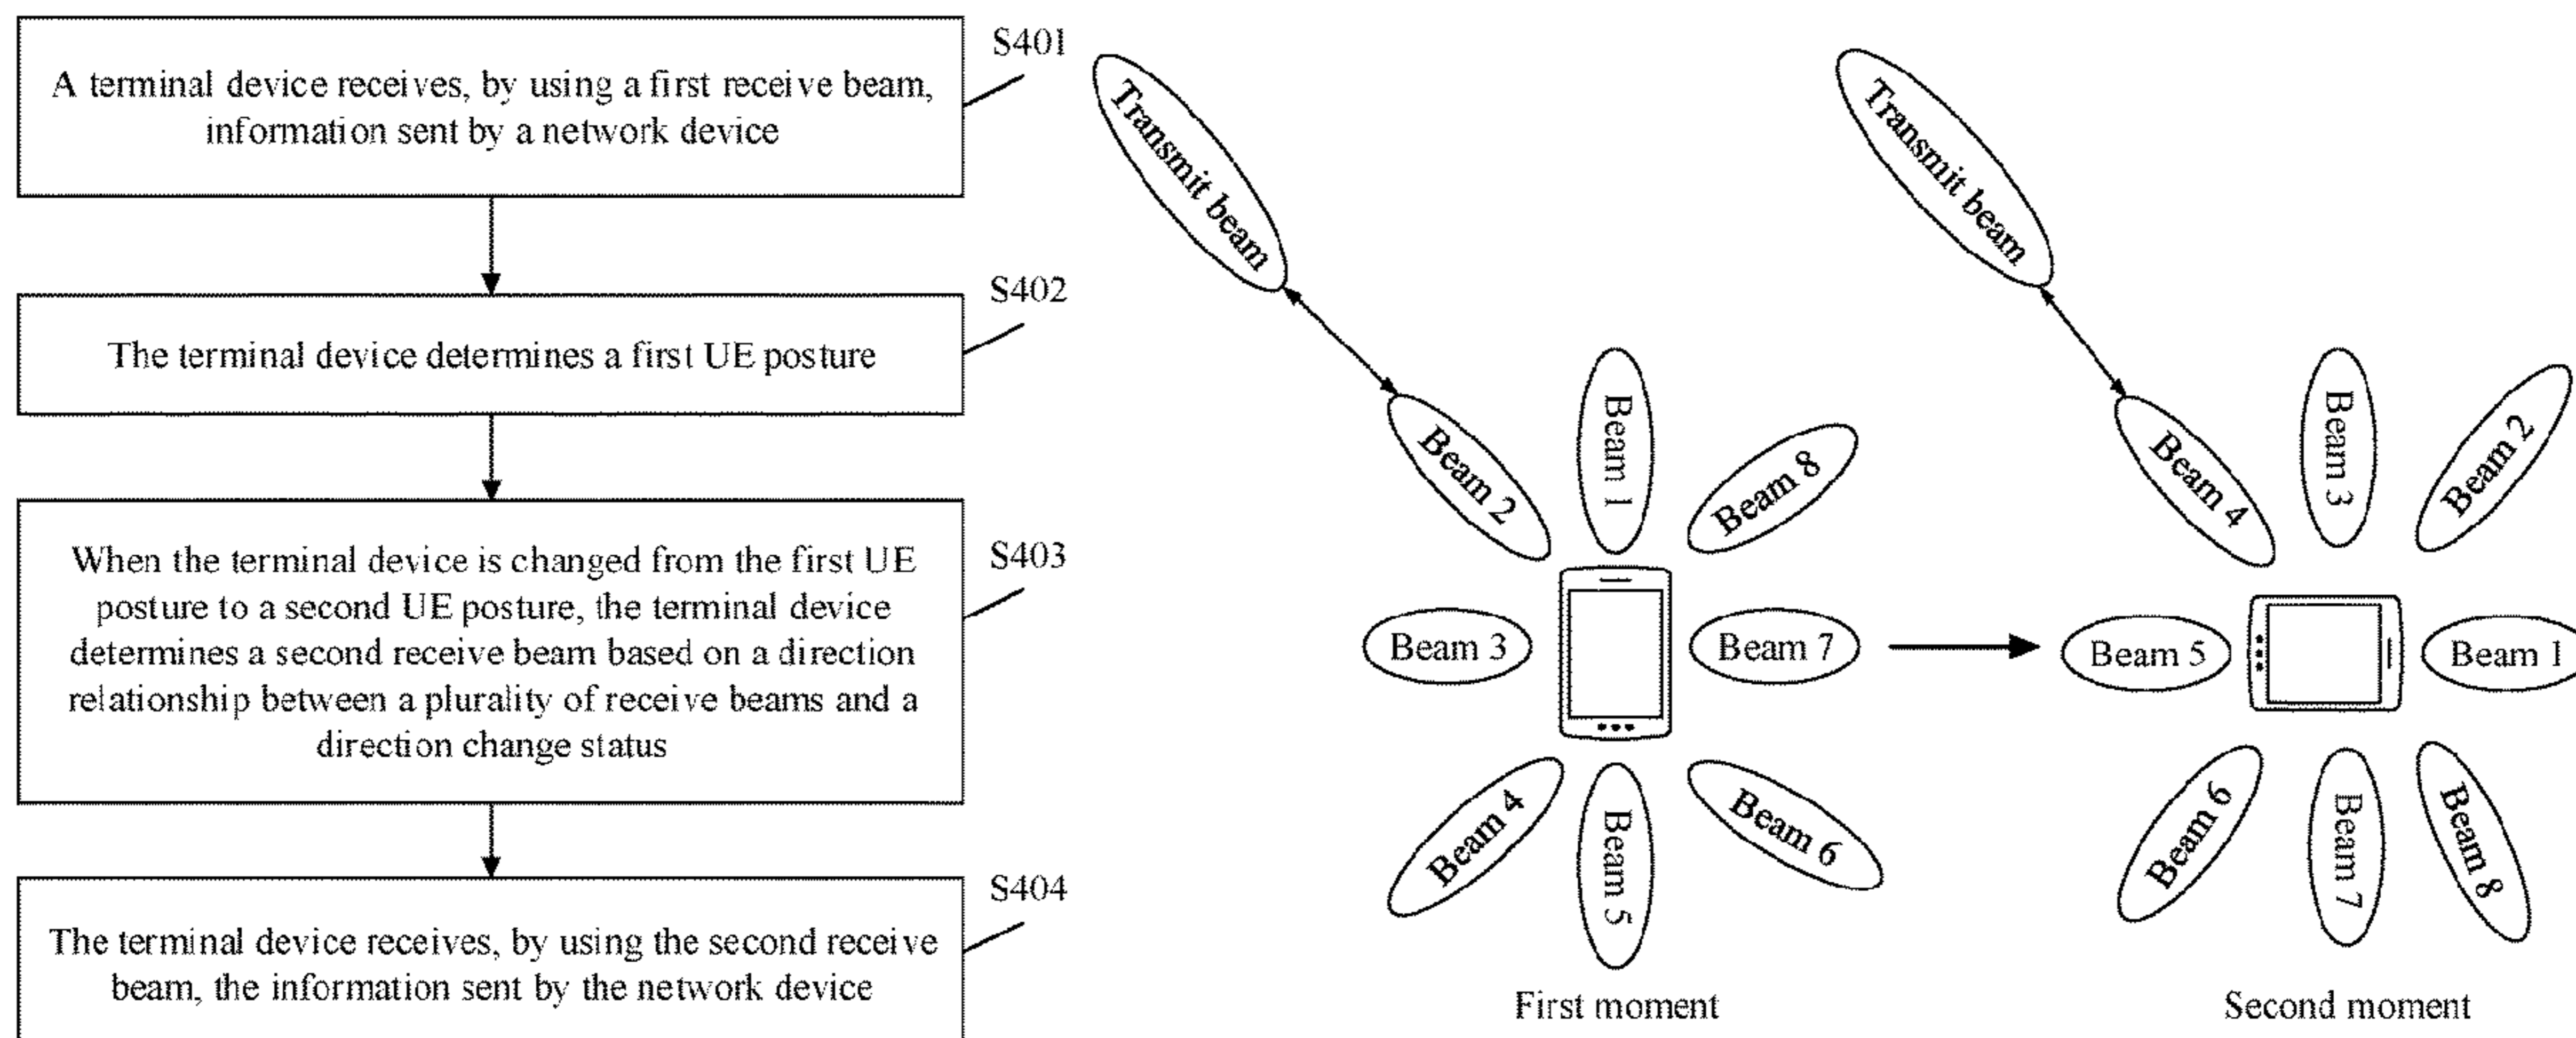 S401
A terminal device receives, by using a first receive beam,
information sent by a network device
S402
The terminal device determines a first UE posture
S403
When the terminal device is changed from the first UE
posture to a second UE posture, the terminal device
determines a second receive beam based on a direction
relationship between a plurality of receive beams and a
direction change status
S404
The terminal device receives, by using the second receive
beam, the information sent by the network device
Transmit beam
Beam 1
Beam 2
Beam 8
Beam 3
Beam 7
Beam 4
Beam 5
Beam 6
First moment
Transmit beam
Beam 3
Beam 2
Beam 4
Beam 5
Beam 1
Beam 6
Beam 7
Beam 8
Second moment